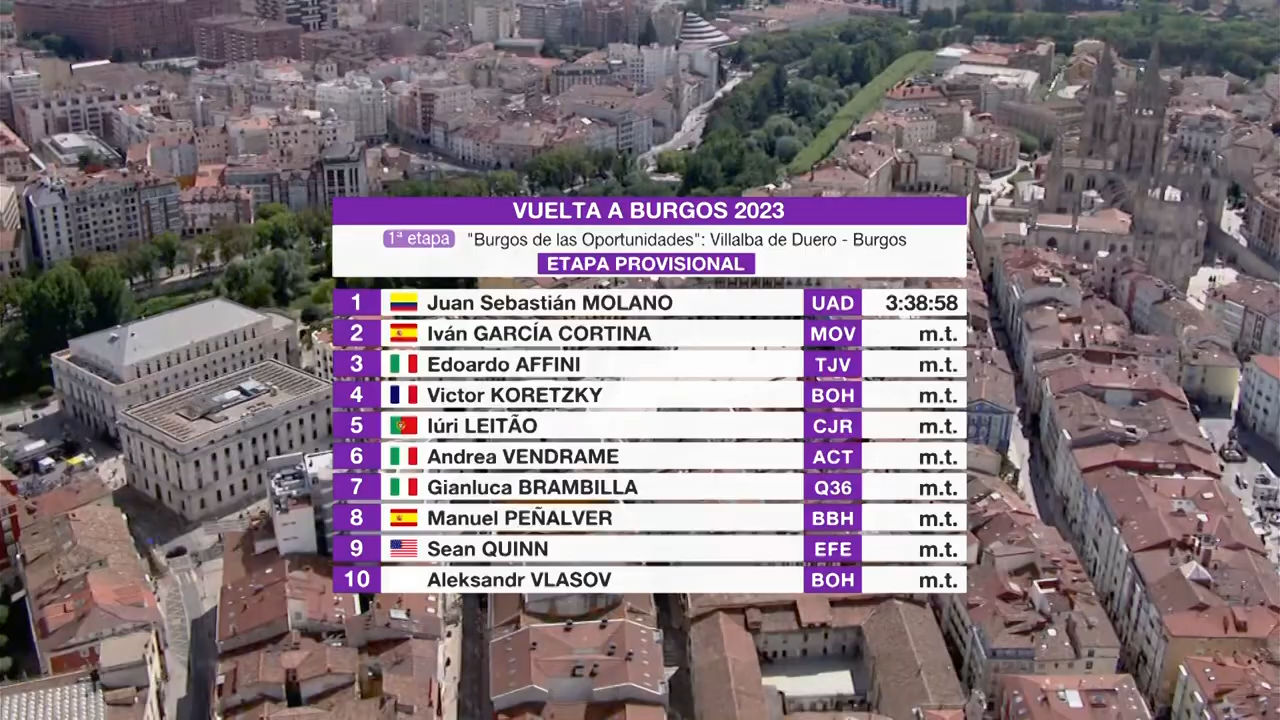 VUELTA A BURGOS 2023
1ª etapa "Burgos de las Oportunidades": Villalba de Duero - Burgos
ETAPA PROVISIONAL
1 Juan Sebastián MOLANO UAD 3:38:58
2 Iván GARCÍA CORTINA MOV m.t.
3 Edoardo AFFINI TJV m.t.
4 Victor KORETZKY BOH m.t.
5 Iúri LEITÃO CJR m.t.
6 Andrea VENDRAME ACT m.t.
7 Gianluca BRAMBILLA Q36 m.t.
8 Manuel PEÑALVER BBH m.t.
9 Sean QUINN EFE m.t.
10 Aleksandr VLASOV BOH m.t.